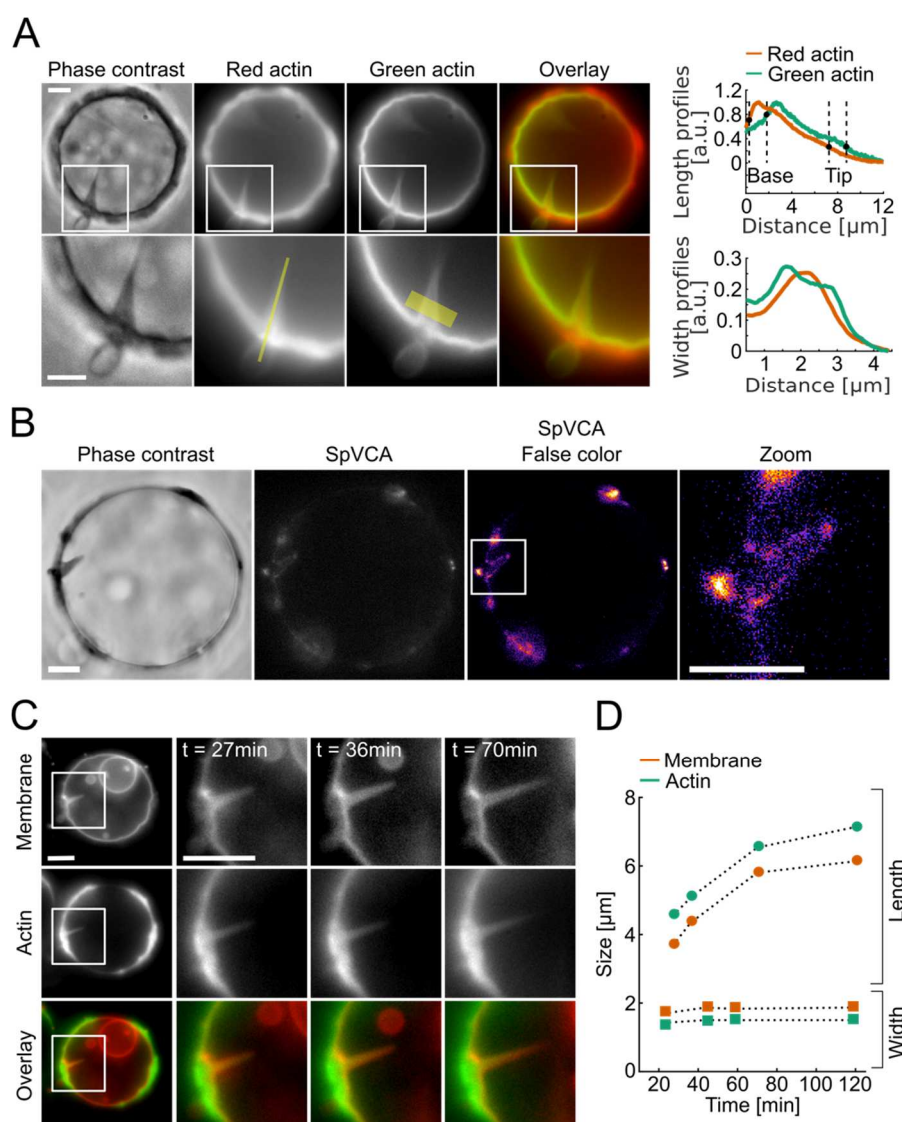 A
Phase contrast
Red actin
Green actin
Overlay
Red actin
Green actin
Length profiles
[a.u.]
1.2
0.8
0.4
0
Base
Tip
0
4
8
12
Distance [μm]
Width profiles
[a.u.]
0.3
0.2
0.1
0
1
2
3
4
Distance [μm]
B
Phase contrast
SpVCA
SpVCA
False color
Zoom
C
Membrane
t = 27min
t = 36min
t = 70min
Actin
Overlay
D
Membrane
Actin
Size [μm]
8
6
4
2
0
Length
Width
20
40
60
80
100
120
Time [min]